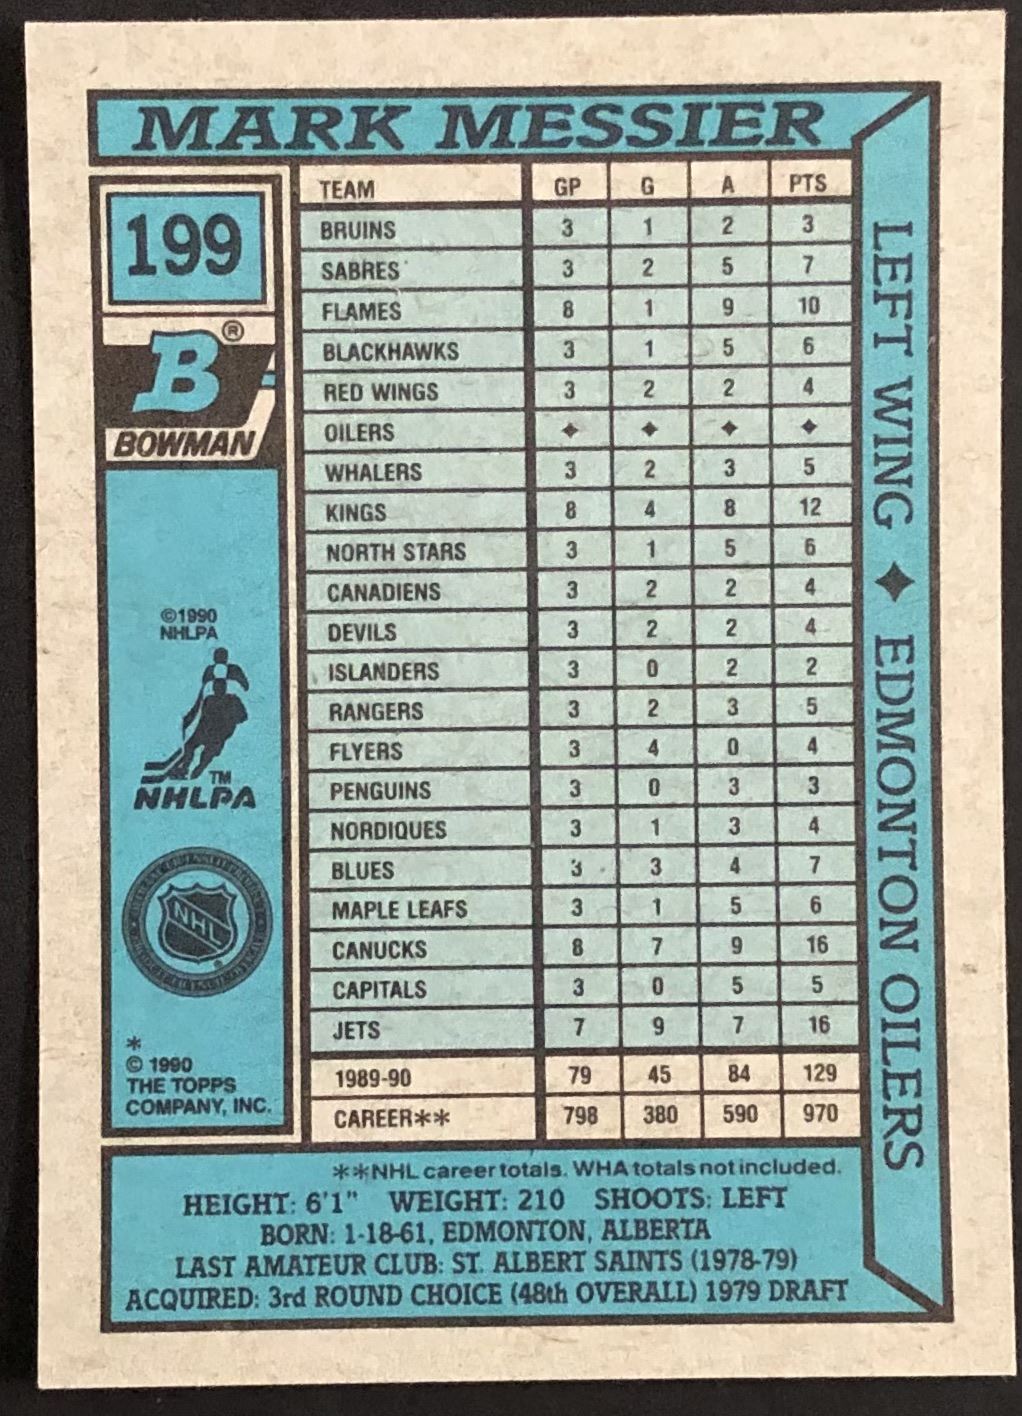 MARK MESSIER
199
B®
BOWMAN
©1990
NHLPA
TM
NHLPA
NHL
®
*
© 1990
THE TOPPS
COMPANY, INC.
TEAM GP G A PTS
BRUINS 3 1 2 3
SABRES 3 2 5 7
FLAMES 8 1 9 10
BLACKHAWKS 3 1 5 6
RED WINGS 3 2 2 4
OILERS ✦ ✦ ✦ ✦
WHALERS 3 2 3 5
KINGS 8 4 8 12
NORTH STARS 3 1 5 6
CANADIENS 3 2 2 4
DEVILS 3 2 2 4
ISLANDERS 3 0 2 2
RANGERS 3 2 3 5
FLYERS 3 4 0 4
PENGUINS 3 0 3 3
NORDIQUES 3 1 3 4
BLUES 3 3 4 7
MAPLE LEAFS 3 1 5 6
CANUCKS 8 7 9 16
CAPITALS 3 0 5 5
JETS 7 9 7 16
1989-90 79 45 84 129
CAREER** 798 380 590 970
LEFT WING ✦ EDMONTON OILERS
**NHL career totals. WHA totals not included.
HEIGHT: 6'1" WEIGHT: 210 SHOOTS: LEFT
BORN: 1-18-61, EDMONTON, ALBERTA
LAST AMATEUR CLUB: ST. ALBERT SAINTS (1978-79)
ACQUIRED: 3rd ROUND CHOICE (48th OVERALL) 1979 DRAFT